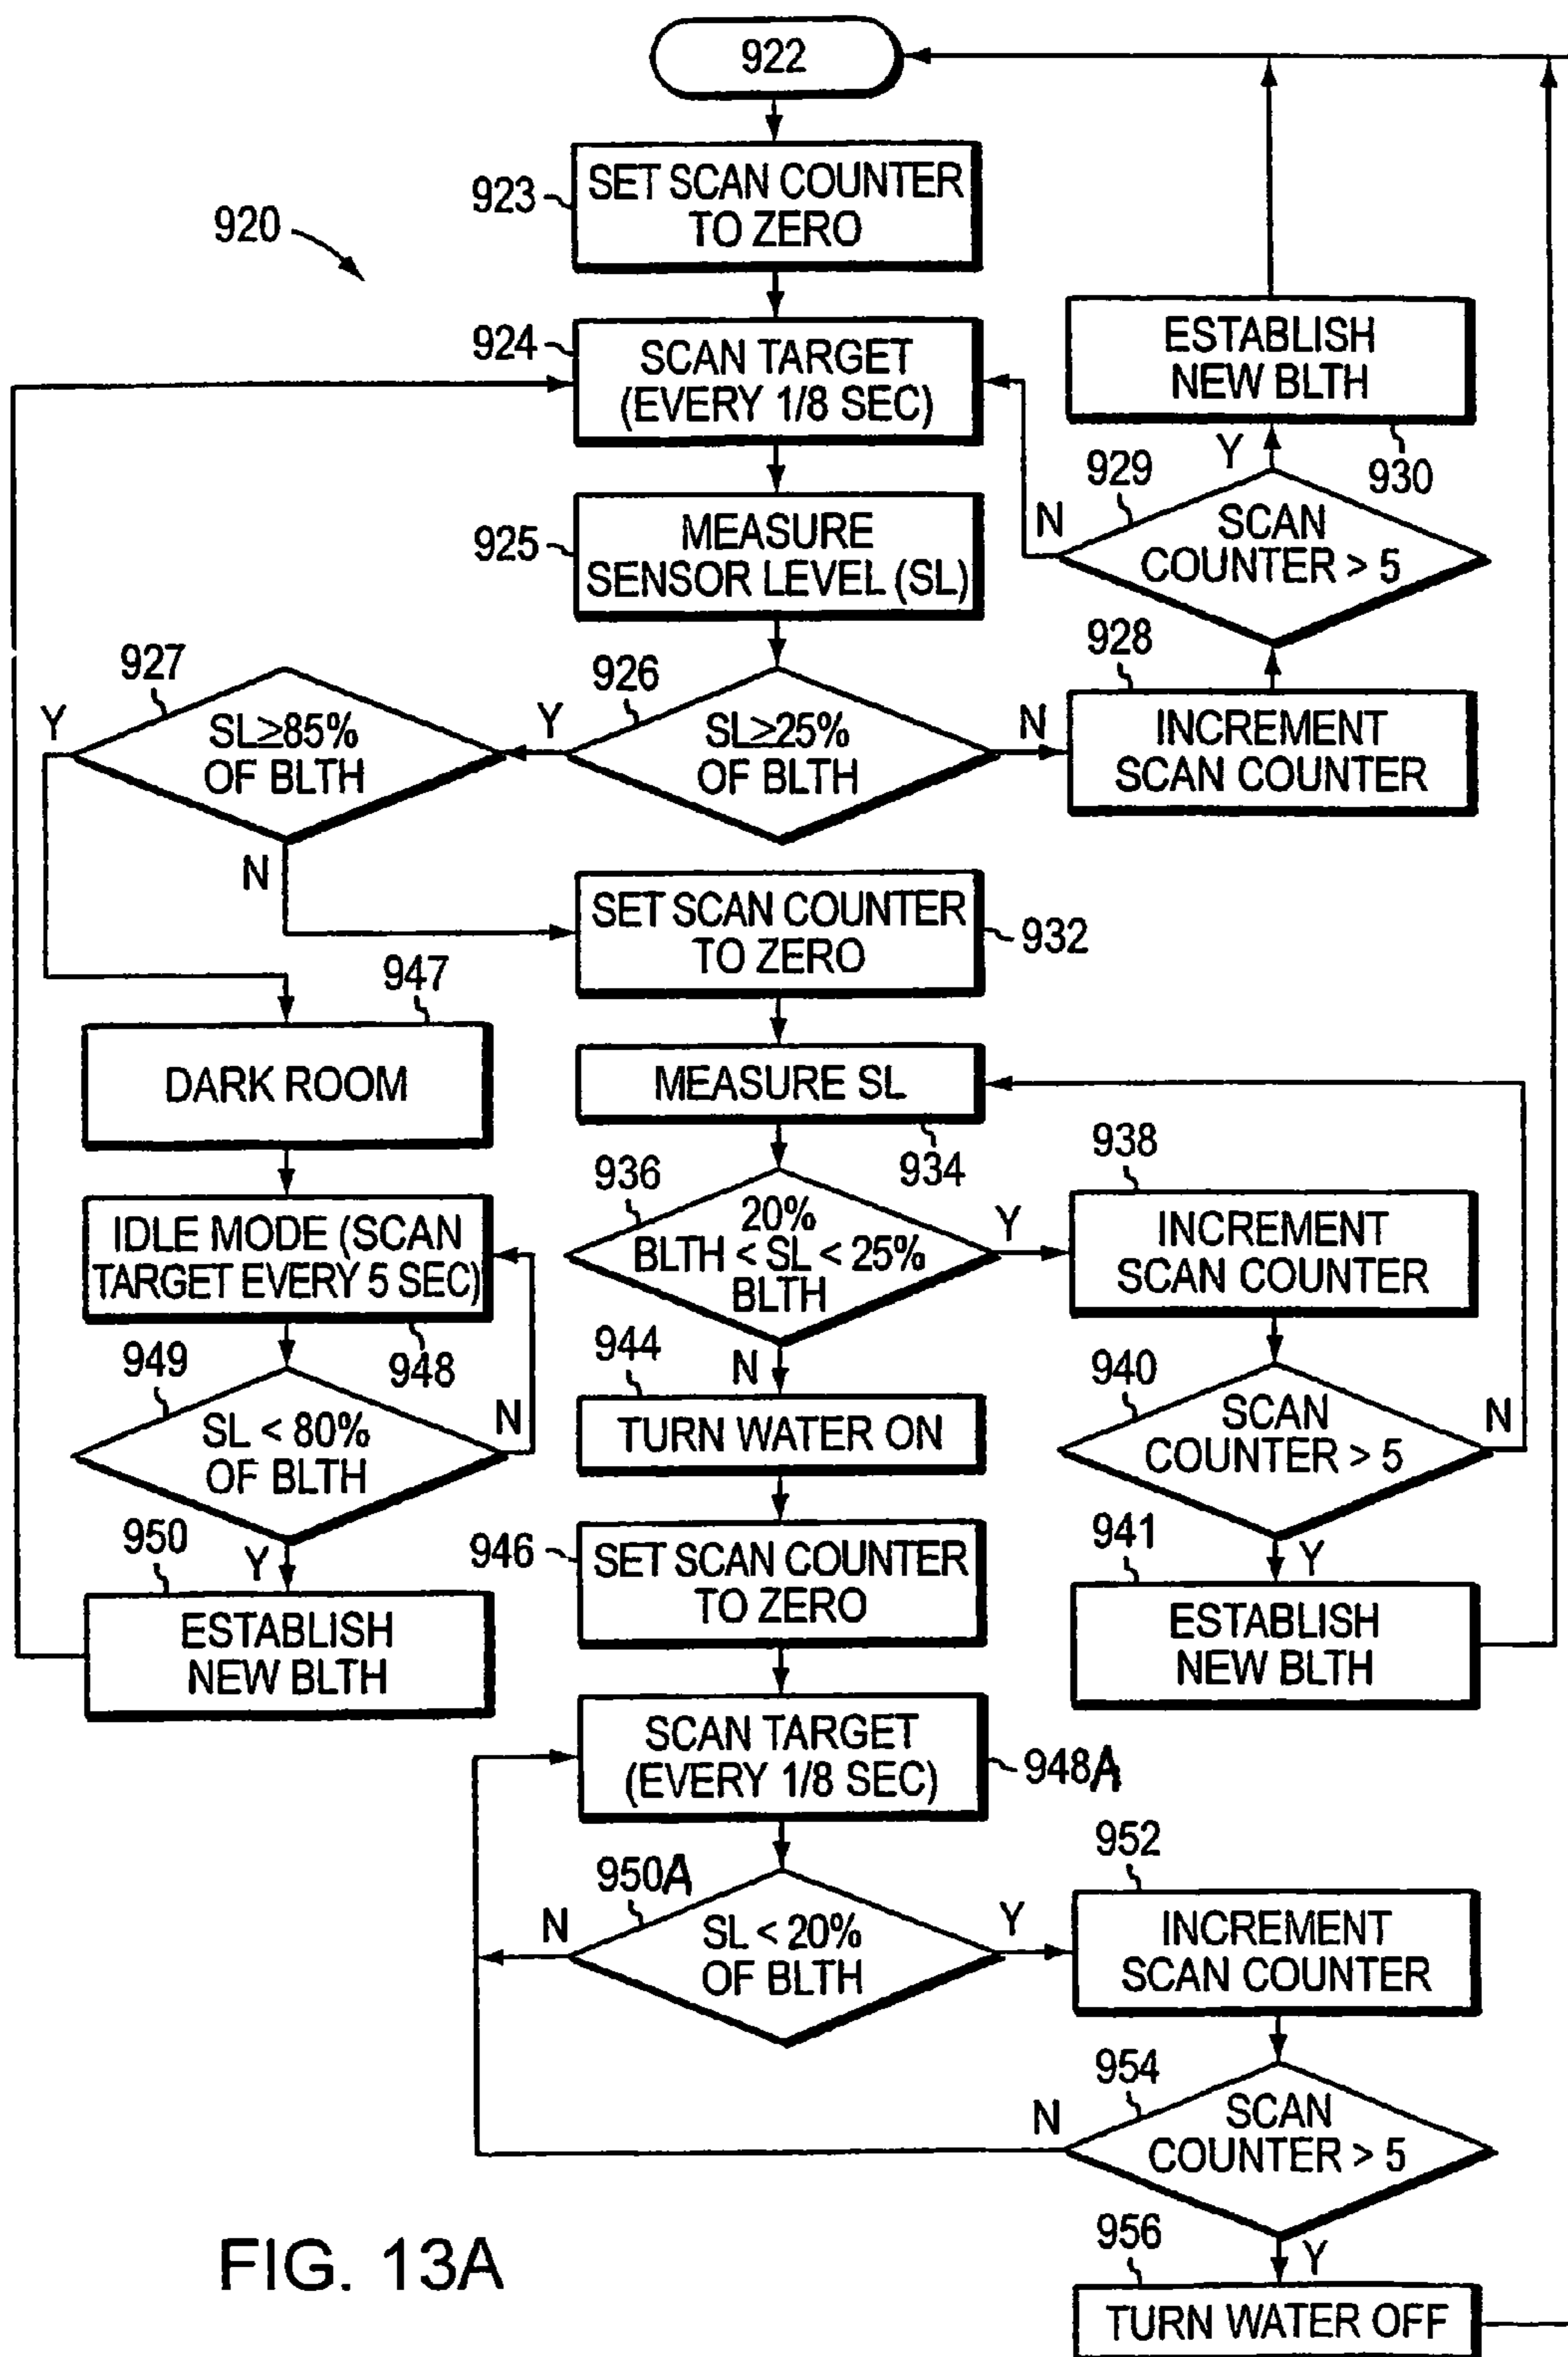 922
923
SET SCAN COUNTER
TO ZERO
920
924
SCAN TARGET
(EVERY 1/8 SEC)
ESTABLISH
NEW BLTH
930
929
Y
N
SCAN
COUNTER > 5
925
MEASURE
SENSOR LEVEL (SL)
927
926
928
Y
SL≥85%
OF BLTH
Y
SL≥25%
OF BLTH
N
INCREMENT
SCAN COUNTER
N
SET SCAN COUNTER
TO ZERO
932
947
DARK ROOM
MEASURE SL
934
936
938
IDLE MODE (SCAN
TARGET EVERY 5 SEC)
948
20%
BLTH < SL < 25%
BLTH
Y
INCREMENT
SCAN COUNTER
949
944
N
940
SL < 80%
OF BLTH
N
TURN WATER ON
SCAN
COUNTER > 5
N
950
Y
946
SET SCAN COUNTER
TO ZERO
941
Y
ESTABLISH
NEW BLTH
ESTABLISH
NEW BLTH
SCAN TARGET
(EVERY 1/8 SEC)
948A
950A
952
N
SL < 20%
OF BLTH
Y
INCREMENT
SCAN COUNTER
954
N
SCAN
COUNTER > 5
956
Y
TURN WATER OFF
FIG. 13A